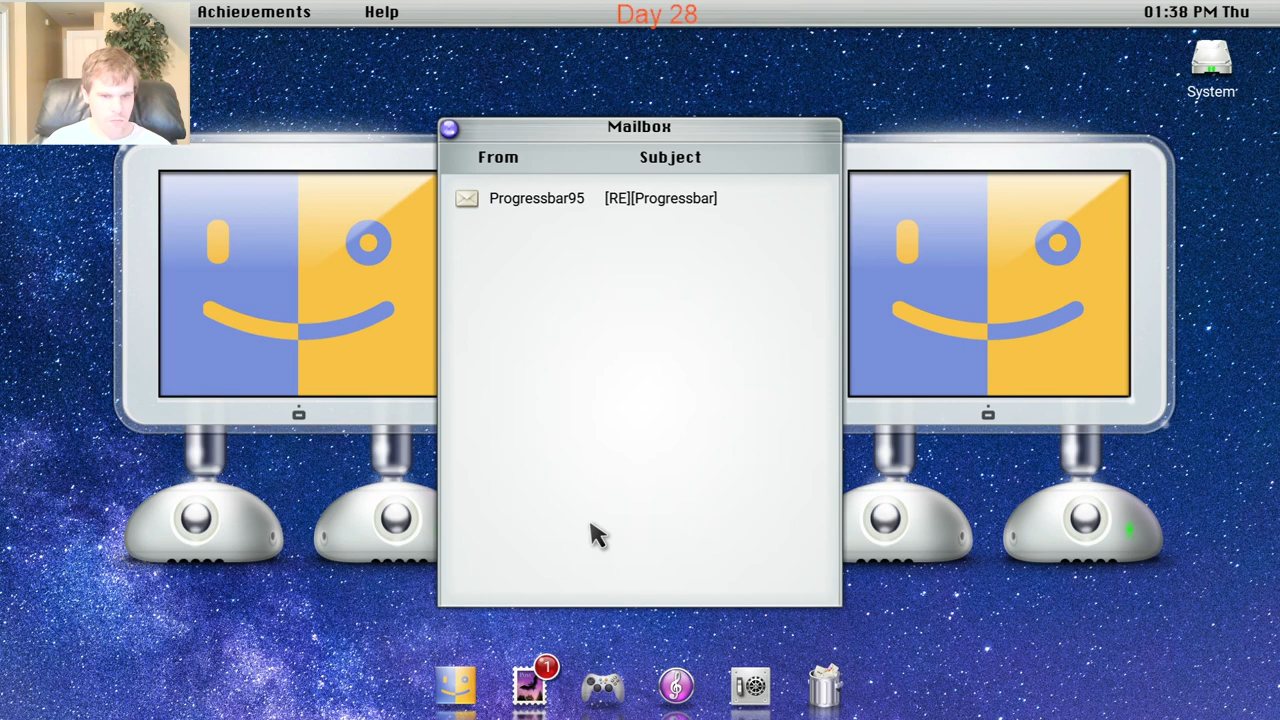 Achievements Help Day 28 01:38 PM Thu
System
Mailbox
From Subject
Progressbar95 [RE][Progressbar]
1